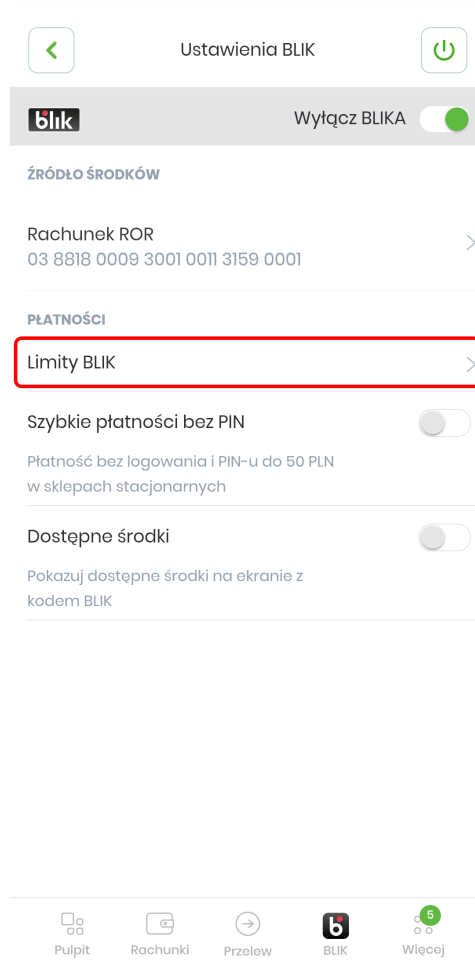 Ustawienia BLIK
blik
Wyłącz BLIKA
ŹRÓDŁO ŚRODKÓW
Rachunek ROR
03 8818 0009 3001 0011 3159 0001
PŁATNOŚCI
Limity BLIK
Szybkie płatności bez PIN
Płatność bez logowania i PIN-u do 50 PLN
w sklepach stacjonarnych
Dostępne środki
Pokazuj dostępne środki na ekranie z
kodem BLIK
5
Pulpit
Rachunki
Przelew
BLIK
Więcej